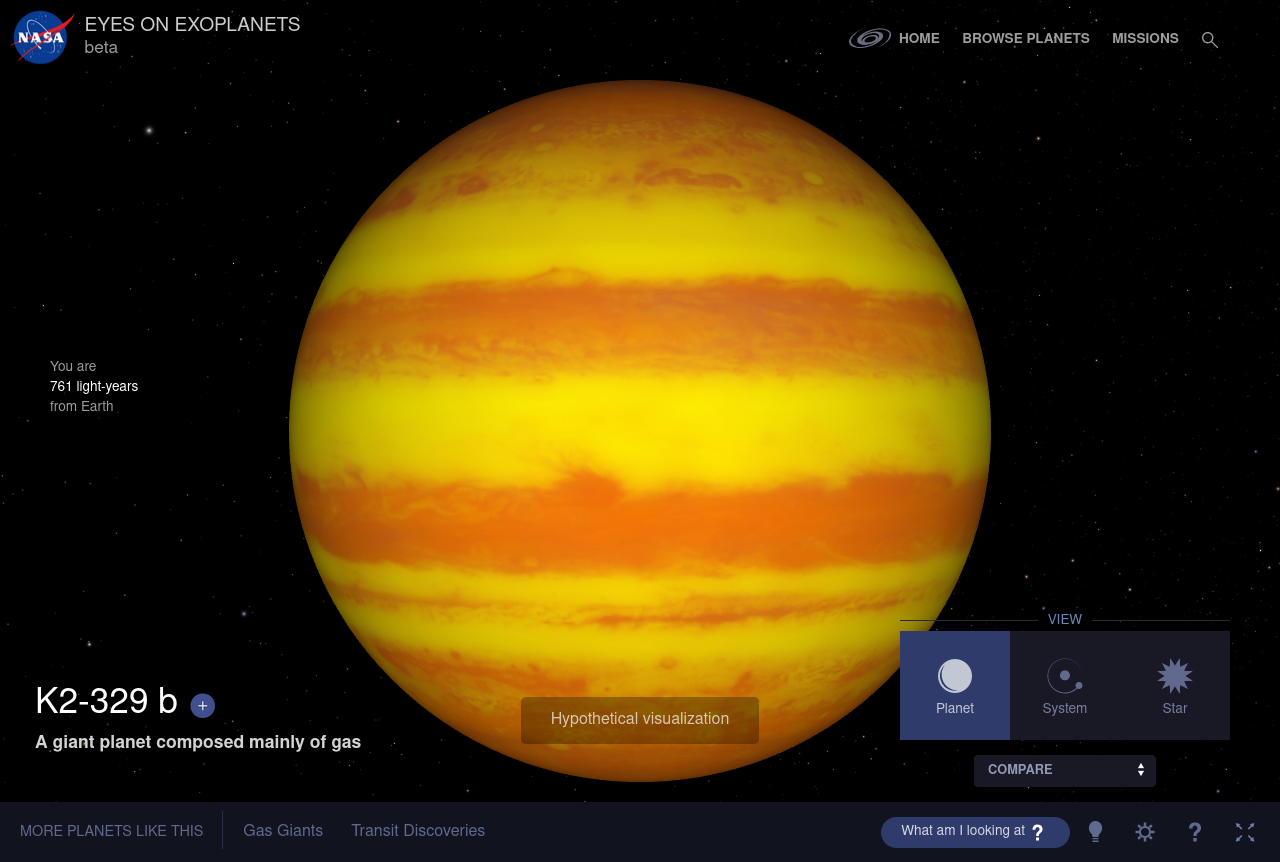 NASA
EYES ON EXOPLANETS
beta
HOME
BROWSE PLANETS
MISSIONS
You are
761 light-years
from Earth
K2-329 b +
A giant planet composed mainly of gas
Hypothetical visualization
VIEW
Planet
System
Star
COMPARE
MORE PLANETS LIKE THIS
Gas Giants
Transit Discoveries
What am I looking at ?
?